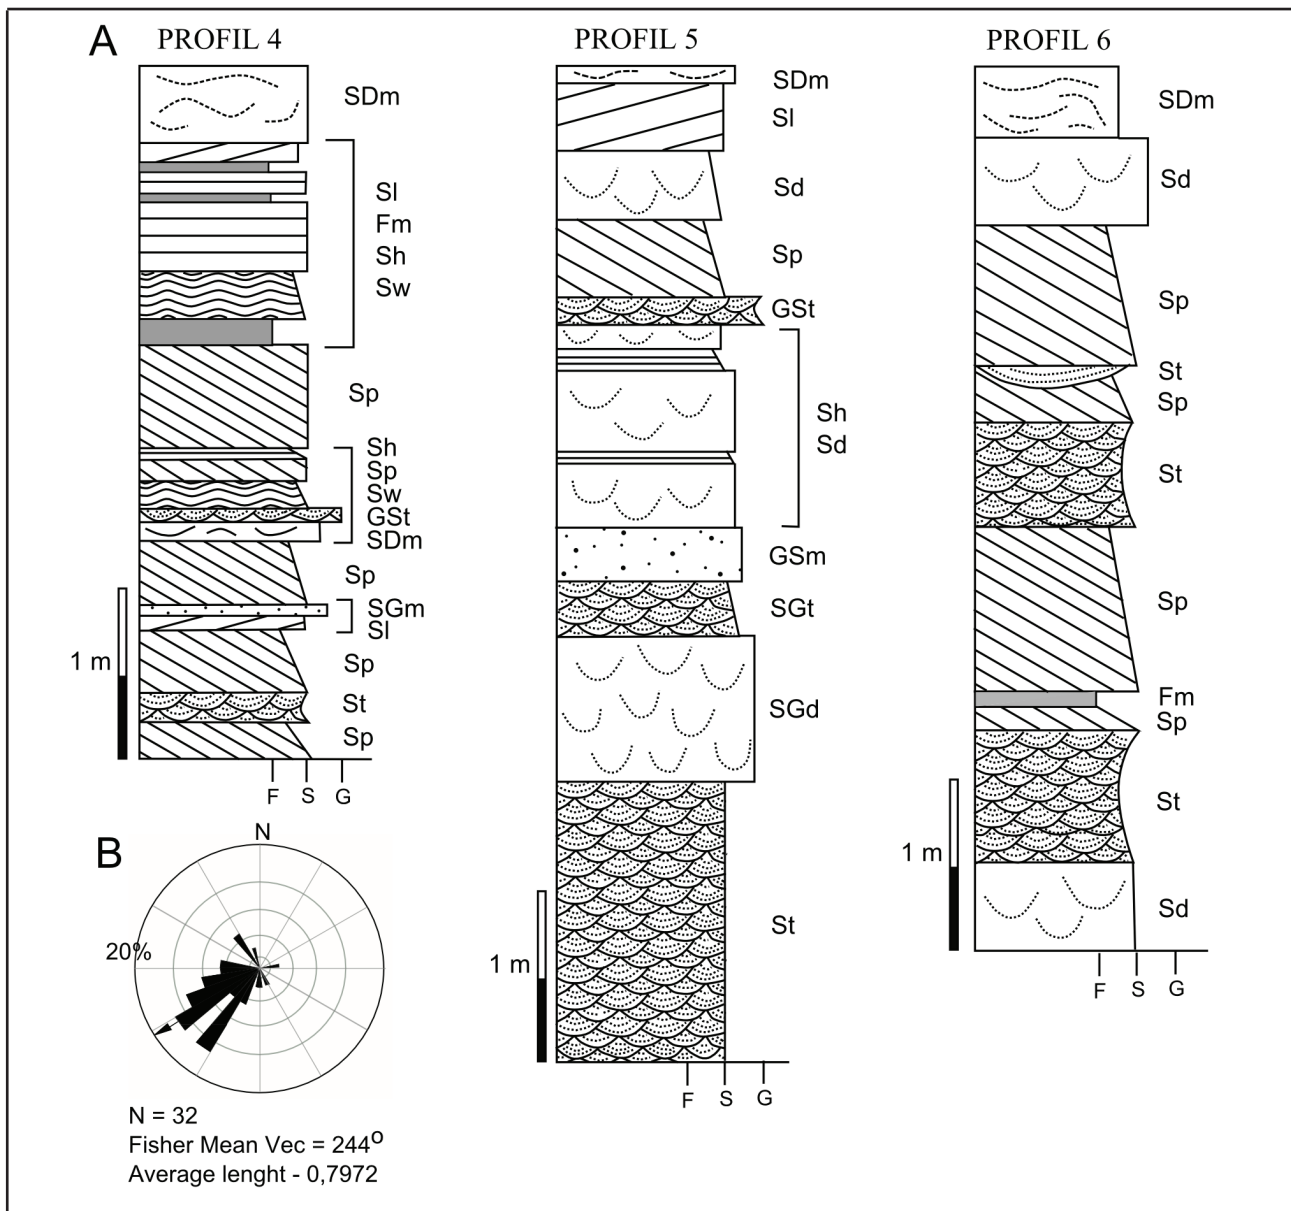 A
PROFIL 4
SDm
Sl
Fm
Sh
Sw
Sp
Sh
Sp
Sw
GSt
SDm
Sp
SGm
Sl
Sp
St
Sp
1 m
F S G
PROFIL 5
SDm
Sl
Sd
Sp
GSt
Sh
Sd
GSm
SGt
SGd
St
1 m
F S G
PROFIL 6
SDm
Sd
Sp
St
Sp
St
Sp
Fm
Sp
St
Sd
1 m
F S G
B
N
20%
N = 32
Fisher Mean Vec = 244°
Average lenght - 0,7972